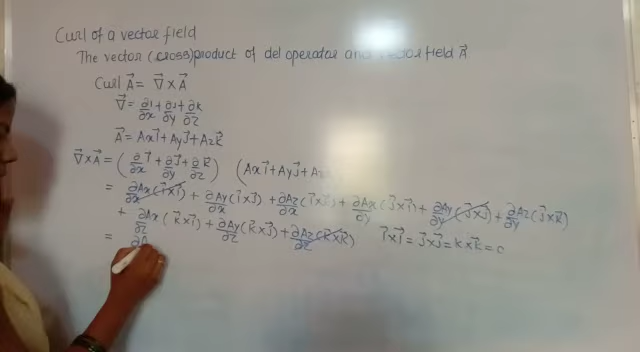 Curl of a vector field
The vector (cross) product of del operator and vector field A⃗
Curl A⃗ = ∇⃗ × A⃗
∇⃗ = ∂/∂x i⃗ + ∂/∂y j⃗ + ∂/∂z k⃗
A⃗ = Ax i⃗ + Ay j⃗ + Az k⃗
∇⃗ × A⃗ = (∂/∂x i⃗ + ∂/∂y j⃗ + ∂/∂z k⃗) (Ax i⃗ + Ay j⃗ + A
= ∂Ax/∂x (i⃗ × i⃗) + ∂Ay/∂x (i⃗ × j⃗) + ∂Az/∂x (i⃗ × k⃗) + ∂Ax/∂y (j⃗ × i⃗) + ∂Ay/∂y (j⃗ × j⃗) + ∂Az/∂y (j⃗ × k⃗)
+ ∂Ax/∂z (k⃗ × i⃗) + ∂Ay/∂z (k⃗ × j⃗) + ∂Az/∂z (k⃗ × k⃗) i⃗ × i⃗ = j⃗ × j⃗ = k × k⃗ = 0
= ∂A